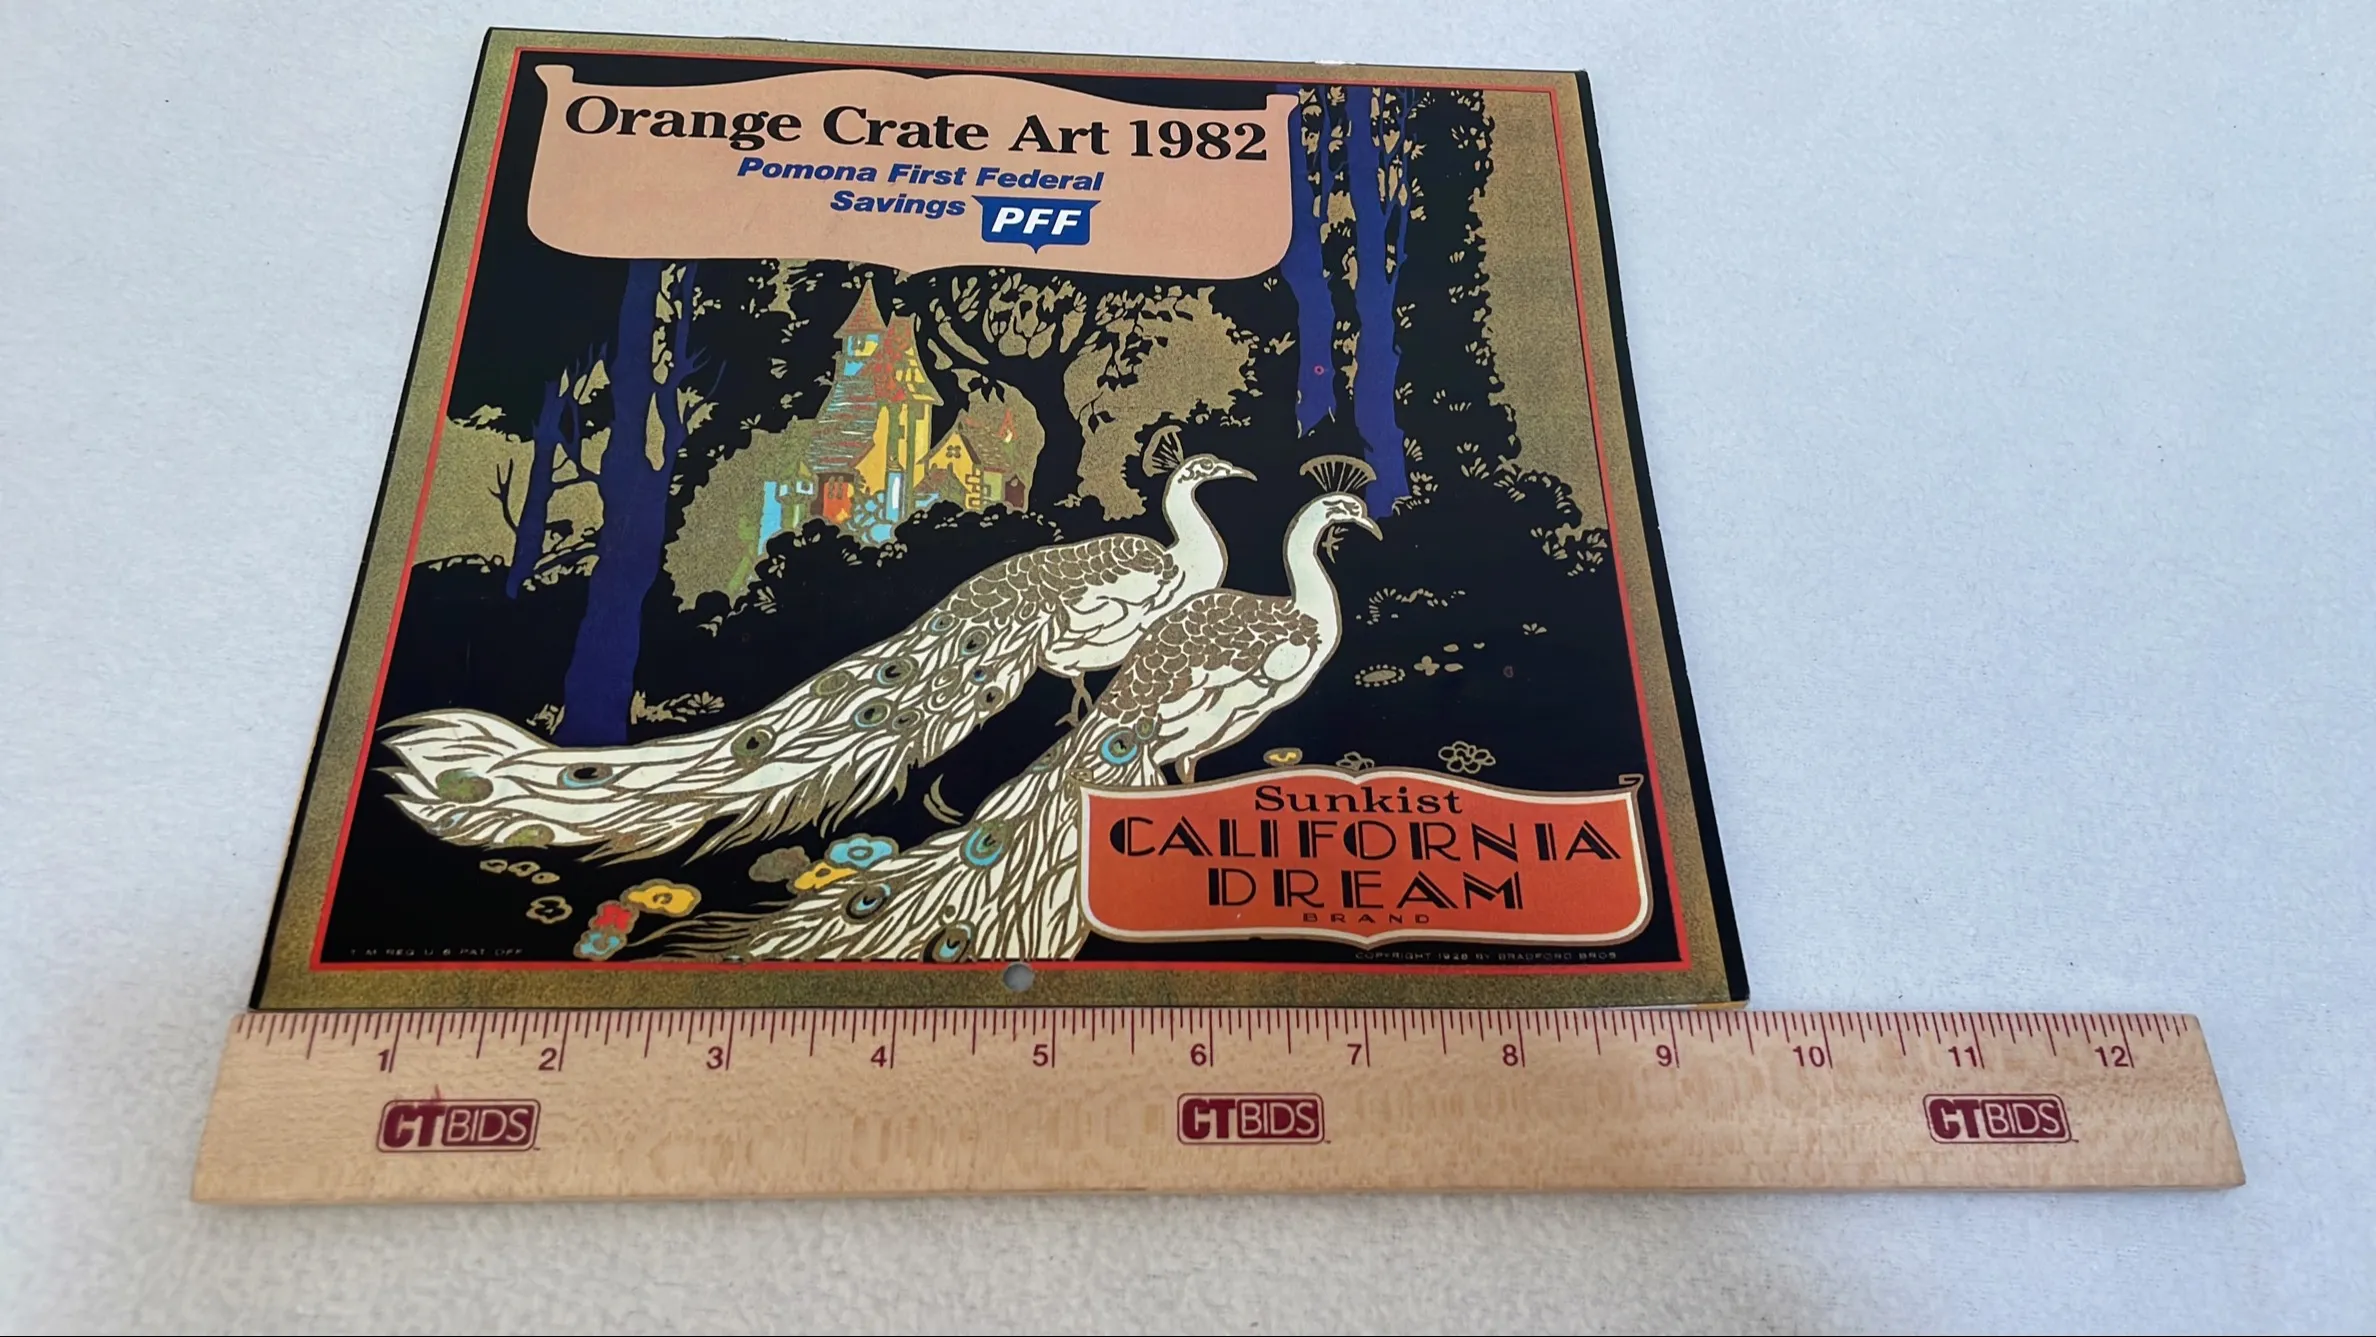 Orange Crate Art 1982
Pomona First Federal
Savings PFF
Sunkist
CALIFORNIA
DREAM
BRAND
T M REG U S PAT OFF
COPYRIGHT 1928 BY BRADFORD BROS
1 2 3 4 5 6 7 8 9 10 11 12
CTBIDS CTBIDS CTBIDS